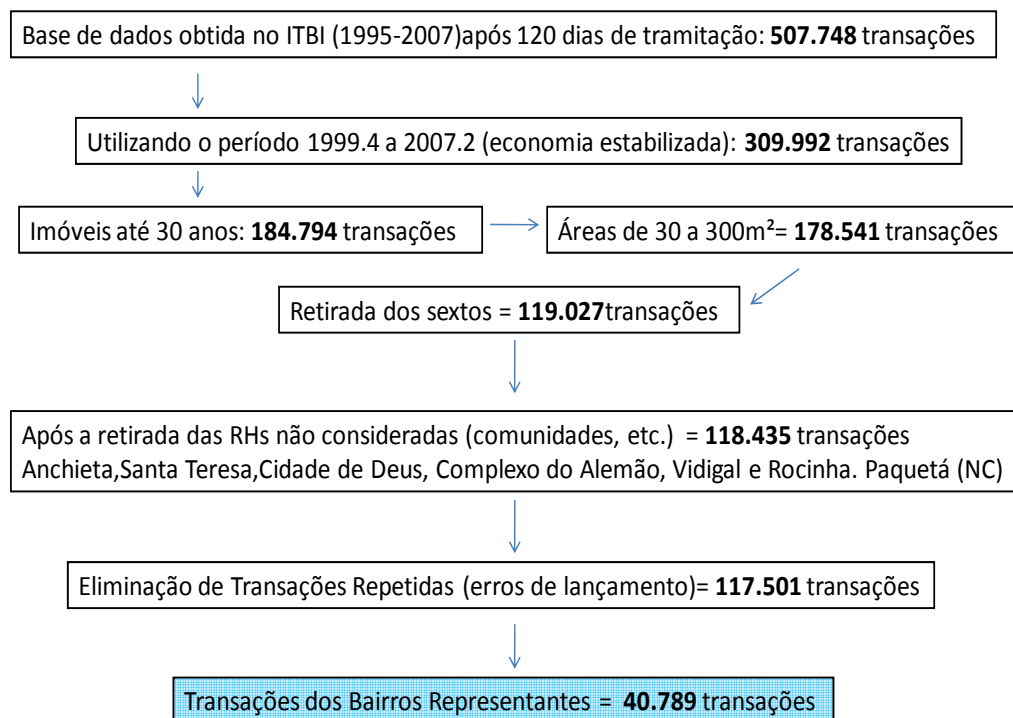 Base de dados obtida no ITBI (1995-2007)após 120 dias de tramitação: 507.748 transações
Utilizando o período 1999.4 a 2007.2 (economia estabilizada): 309.992 transações
Imóveis até 30 anos: 184.794 transações
Áreas de 30 a 300m²= 178.541 transações
Retirada dos sextos = 119.027transações
Após a retirada das RHs não consideradas (comunidades, etc.) = 118.435 transações
Anchieta,Santa Teresa,Cidade de Deus, Complexo do Alemão, Vidigal e Rocinha. Paquetá (NC)
Eliminação de Transações Repetidas (erros de lançamento)= 117.501 transações
Transações dos Bairros Representantes = 40.789 transações